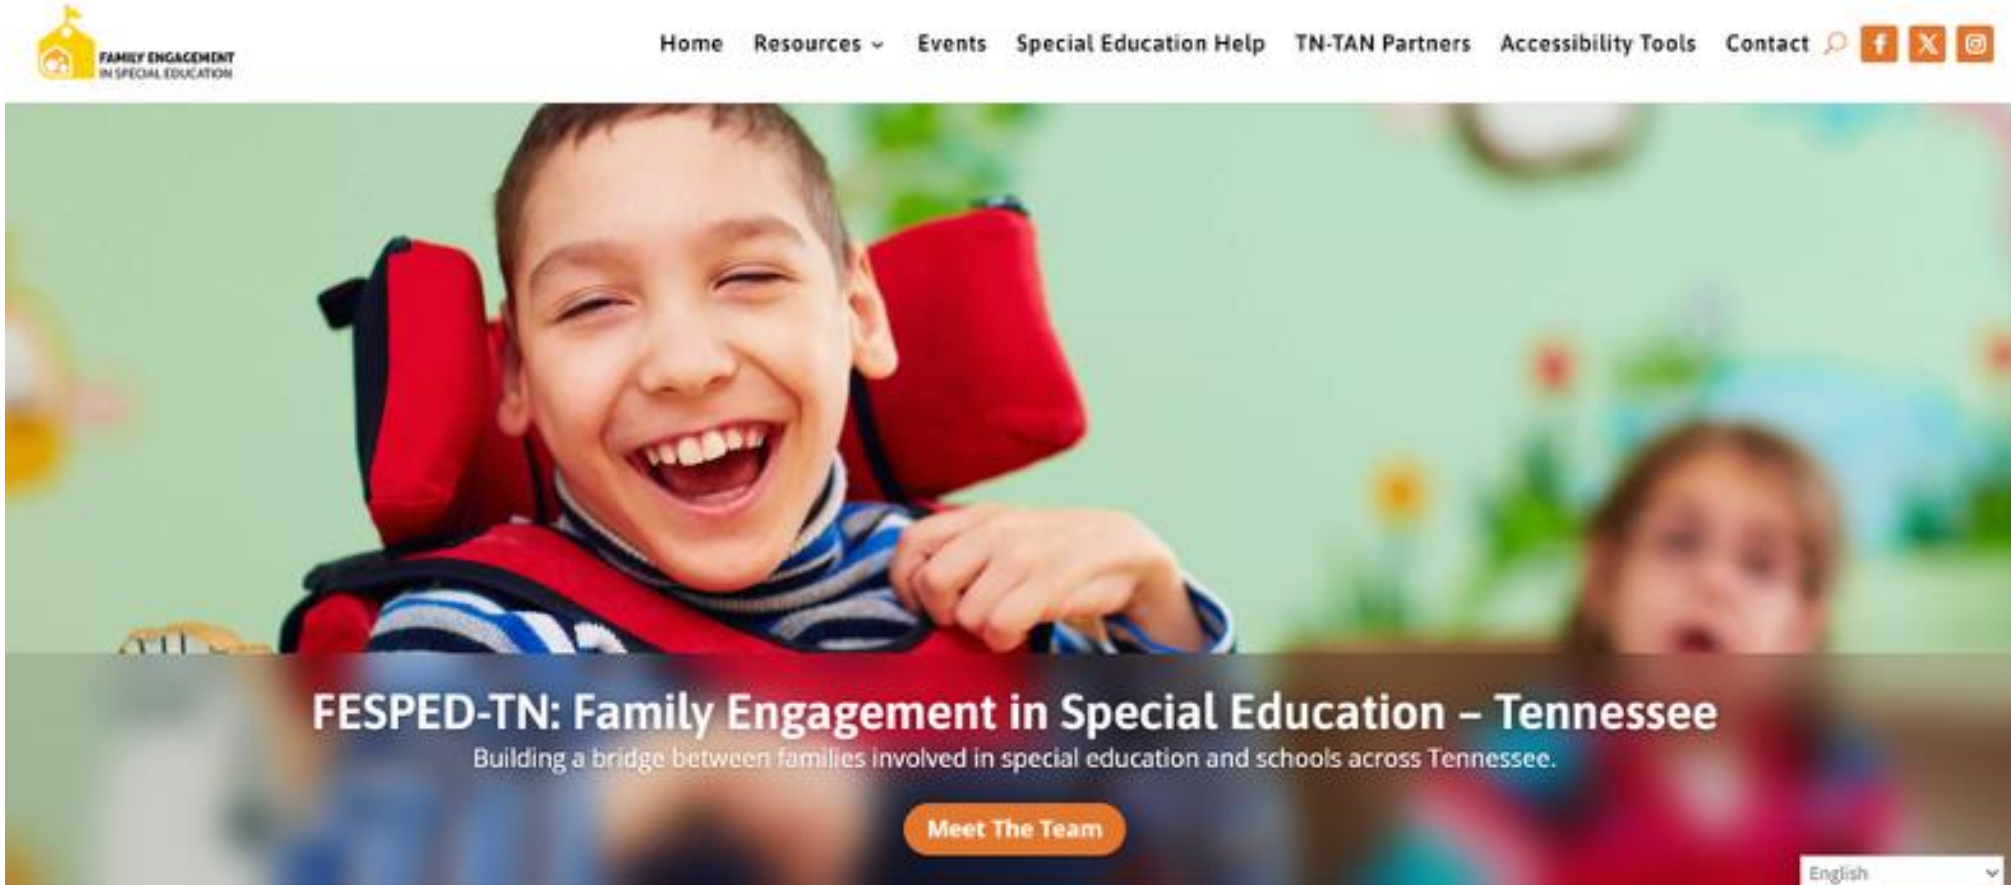 FAMILY ENGAGEMENT
IN SPECIAL EDUCATION
Home Resources Events Special Education Help TN-TAN Partners Accessibility Tools Contact
FESPED-TN: Family Engagement in Special Education – Tennessee
Building a bridge between families involved in special education and schools across Tennessee.
Meet The Team
English